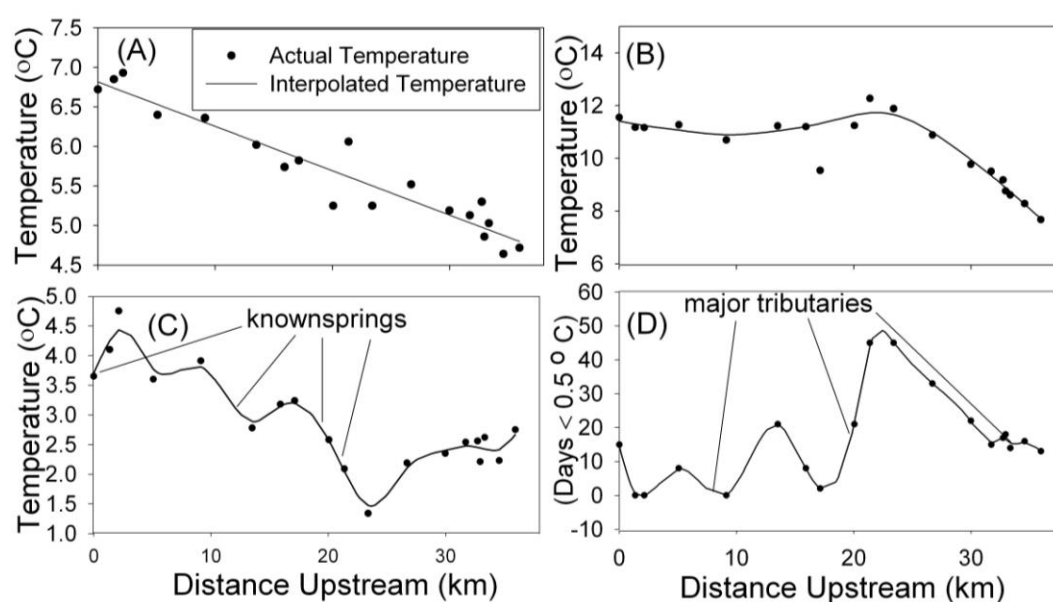 7.5
7.0
6.5
6.0
5.5
5.0
4.5
Temperature (oC)
(A)
Actual Temperature
Interpolated Temperature
14
12
10
8
6
Temperature (oC)
(B)
5.0
4.5
4.0
3.5
3.0
2.5
2.0
1.5
1.0
Temperature (oC)
(C)
knownsprings
0 10 20 30
Distance Upstream (km)
60
50
40
30
20
10
0
-10
(Days < 0.5 o C)
(D)
major tributaries
0 10 20 30
Distance Upstream (km)